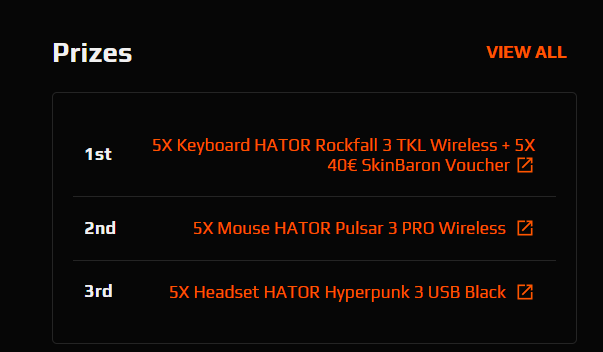 Prizes
VIEW ALL
1st
5X Keyboard HATOR Rockfall 3 TKL Wireless + 5X
40€ SkinBaron Voucher
2nd
5X Mouse HATOR Pulsar 3 PRO Wireless
3rd
5X Headset HATOR Hyperpunk 3 USB Black